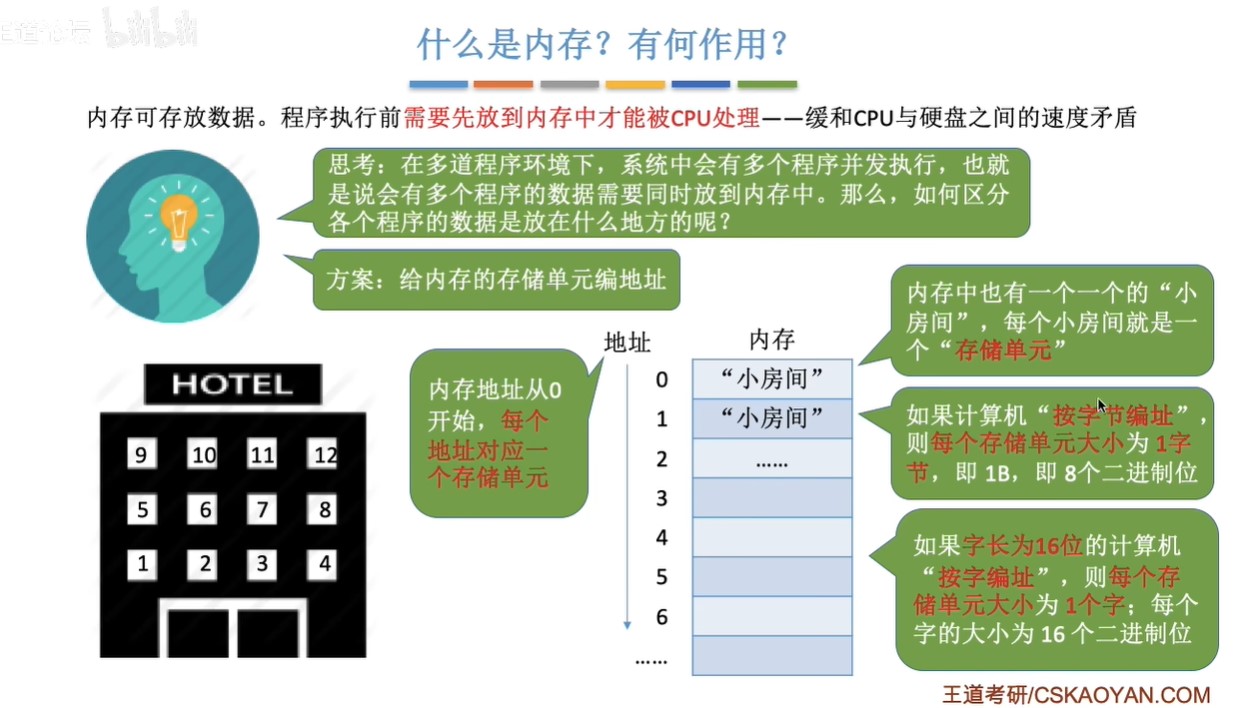 王道论坛 bilibili
什么是内存？有何作用？
内存可存放数据。程序执行前需要先放到内存中才能被CPU处理——缓和CPU与硬盘之间的速度矛盾
思考：在多道程序环境下，系统中会有多个程序并发执行，也就
是说会有多个程序的数据需要同时放到内存中。那么，如何区分
各个程序的数据是放在什么地方的呢？
方案：给内存的存储单元编地址
HOTEL
9 10 11 12
5 6 7 8
1 2 3 4
内存地址从0
开始，每个
地址对应一
个存储单元
地址 内存
0 “小房间”
1 “小房间”
2 ……
3
4
5
6
……
内存中也有一个一个的“小
房间”，每个小房间就是一
个“存储单元”
如果计算机“按字节编址”，
则每个存储单元大小为 1字
节，即 1B，即 8个二进制位
如果字长为16位的计算机
“按字编址”，则每个存
储单元大小为 1个字；每个
字的大小为 16 个二进制位
王道考研/CSKAOYAN.COM